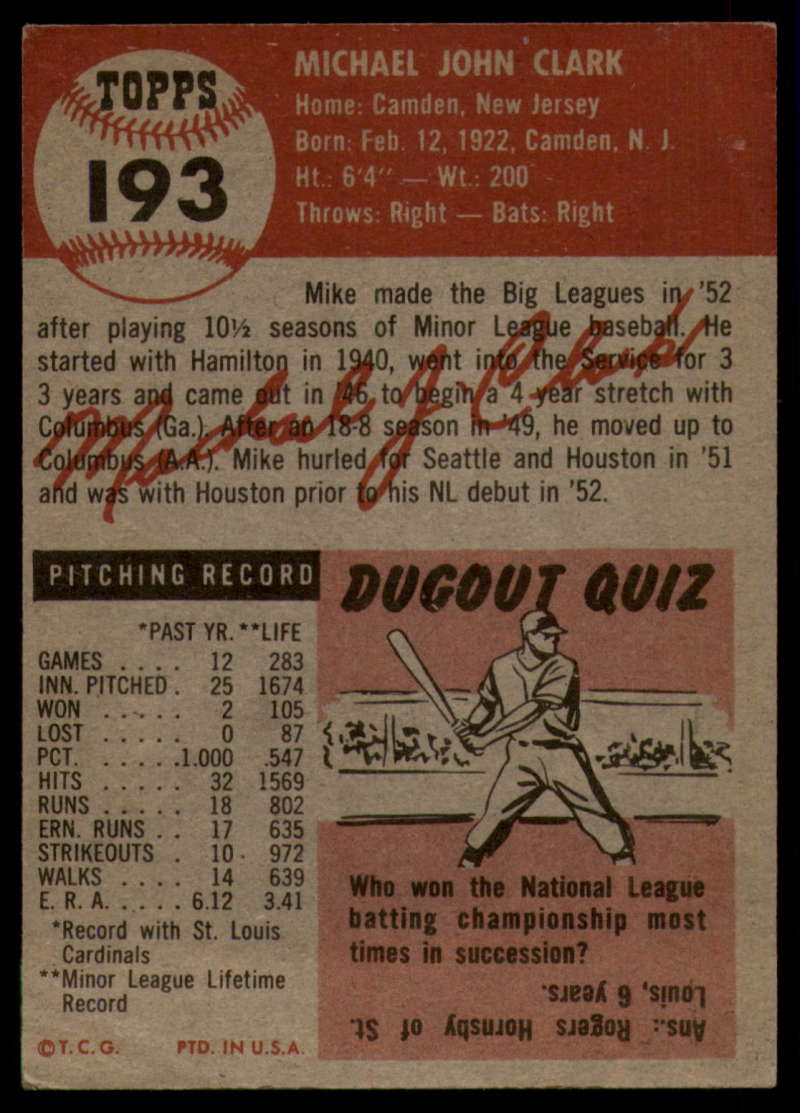 TOPPS
193
MICHAEL JOHN CLARK
Home: Camden, New Jersey
Born: Feb. 12, 1922, Camden, N. J.
Ht.: 6'4" — Wt.: 200
Throws: Right — Bats: Right
Mike made the Big Leagues in '52
after playing 10½ seasons of Minor League baseball. He
started with Hamilton in 1940, went into the Service for 3
3 years and came out in '46, to begin a 4-year stretch with
Columbus (Ga.). After an 18-8 season in '49, he moved up to
Columbus (A.A.). Mike hurled for Seattle and Houston in '51
and was with Houston prior to his NL debut in '52.
Michael J. Clark
PITCHING RECORD
*PAST YR. **LIFE
GAMES . . . . 12 283
INN. PITCHED . 25 1674
WON . . . . . 2 105
LOST . . . . . 0 87
PCT. . . . . .1.000 .547
HITS . . . . . 32 1569
RUNS . . . . . 18 802
ERN. RUNS . . 17 635
STRIKEOUTS . 10 972
WALKS . . . . 14 639
E. R. A. . . . . 6.12 3.41
*Record with St. Louis
Cardinals
**Minor League Lifetime
Record
©T.C.G. PTD. IN U.S.A.
DUGOUT QUIZ
Who won the National League
batting championship most
times in succession?
Ans.: Rogers Hornsby of St.
Louis, 6 years.